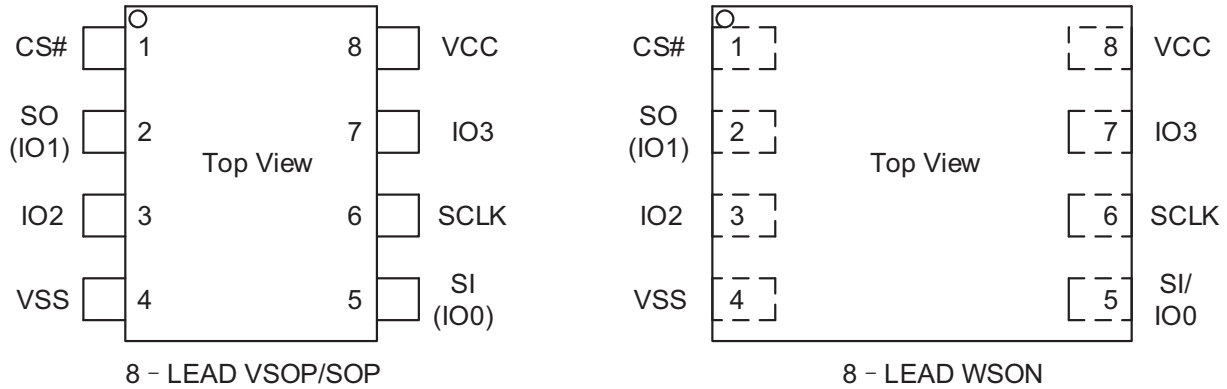 CS# 1 8 VCC
SO
(IO1) 2 7 IO3
Top View
IO2 3 6 SCLK
VSS 4 5 SI
(IO0)
8 – LEAD VSOP/SOP
CS# 1 8 VCC
SO
(IO1) 2 7 IO3
Top View
IO2 3 6 SCLK
VSS 4 5 SI/
IO0
8 – LEAD WSON